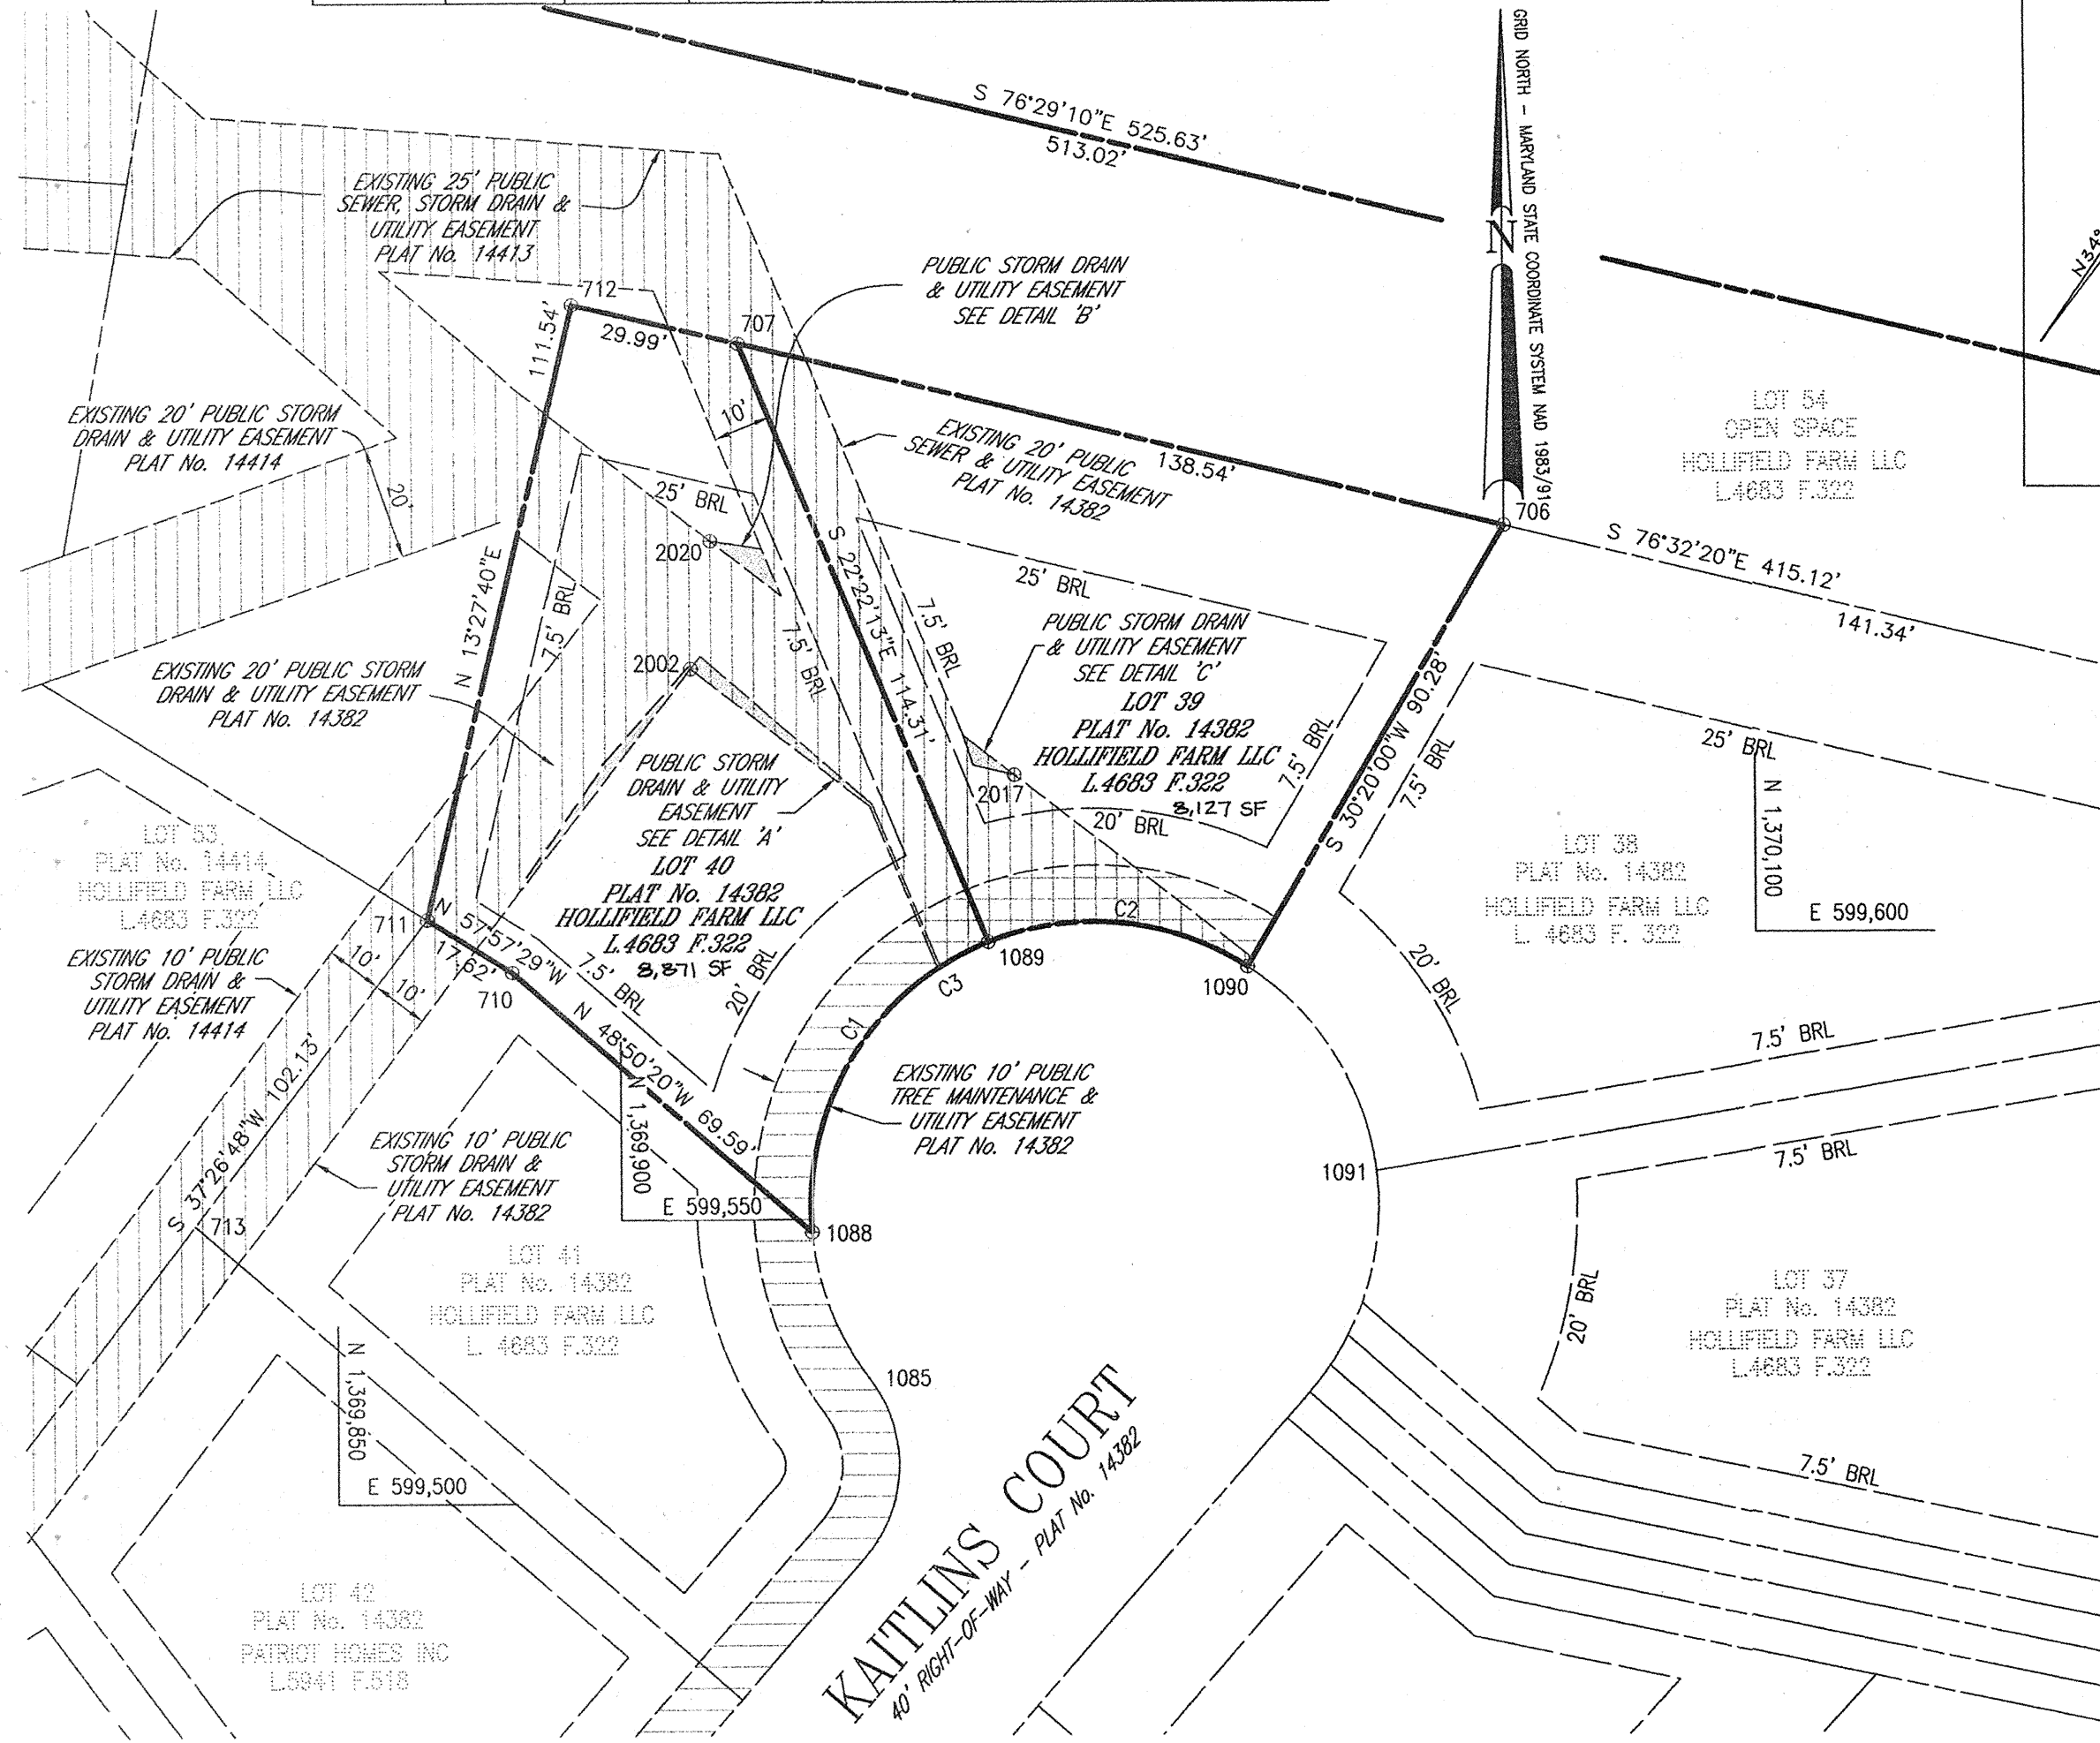 S 76°29'10"E 525.63'
513.02'
GRID NORTH - MARYLAND STATE COORDINATE SYSTEM NAD 1983/91
N
N34°
EXISTING 25' PUBLIC
SEWER, STORM DRAIN &
UTILITY EASEMENT
PLAT No. 14413
PUBLIC STORM DRAIN
& UTILITY EASEMENT
SEE DETAIL 'B'
712
29.99'
707
111.54'
10'
EXISTING 20' PUBLIC STORM
DRAIN & UTILITY EASEMENT
PLAT No. 14414
20'
EXISTING 20' PUBLIC
SEWER & UTILITY EASEMENT
PLAT No. 14382
138.54'
LOT 54
OPEN SPACE
HOLLIFIELD FARM LLC
L.4683 F.322
706
S 76°32'20"E 415.12'
141.34'
25' BRL
2020
S 22°22'13"E 114.31'
25' BRL
7.5' BRL
N 13°27'40"E
7.5' BRL
7.5' BRL
2002
EXISTING 20' PUBLIC STORM
DRAIN & UTILITY EASEMENT
PLAT No. 14382
PUBLIC STORM DRAIN
& UTILITY EASEMENT
SEE DETAIL 'C'
LOT 39
PLAT No. 14382
HOLLIFIELD FARM LLC
L.4683 F.322
8,127 SF
2017
20' BRL
7.5' BRL
S 30°20'00"W 90.28'
7.5' BRL
25' BRL
N 1,370,100
E 599,600
PUBLIC STORM
DRAIN & UTILITY
EASEMENT
SEE DETAIL 'A'
LOT 40
PLAT No. 14382
HOLLIFIELD FARM LLC
L.4683 F.322
8,871 SF
LOT 53
PLAT No. 14414
HOLLIFIELD FARM LLC
L.4683 F.322
LOT 38
PLAT No. 14382
HOLLIFIELD FARM LLC
L. 4683 F. 322
711
N 57°57'29"W
17.62'
710
7.5' BRL
20' BRL
C3
1089
C2
1090
20' BRL
EXISTING 10' PUBLIC
STORM DRAIN &
UTILITY EASEMENT
PLAT No. 14414
10'
10'
N 48°50'20"W 69.59'
C1
EXISTING 10' PUBLIC
TREE MAINTENANCE &
UTILITY EASEMENT
PLAT No. 14382
7.5' BRL
7.5' BRL
1091
S 37°26'48"W 102.13'
EXISTING 10' PUBLIC
STORM DRAIN &
UTILITY EASEMENT
PLAT No. 14382
N 1,369,900
E 599,550
1088
713
LOT 41
PLAT No. 14382
HOLLIFIELD FARM LLC
L. 4683 F.322
LOT 37
PLAT No. 14382
HOLLIFIELD FARM LLC
L.4683 F.322
20' BRL
1085
N 1,369,850
E 599,500
7.5' BRL
LOT 42
PLAT No. 14382
PATRIOT HOMES INC
L.5941 F.518
KAITLINS COURT
40' RIGHT-OF-WAY - PLAT No. 14382